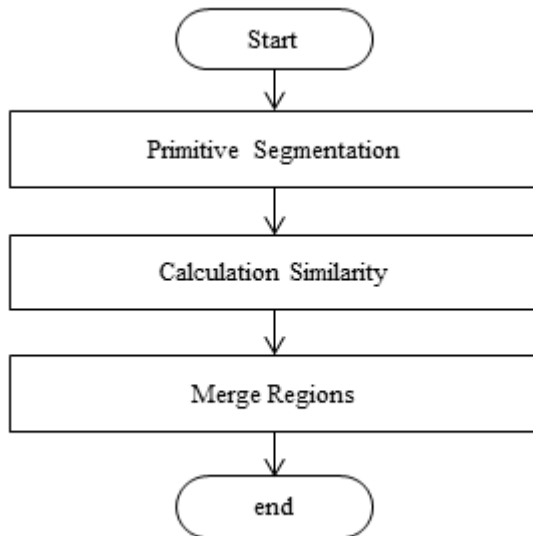 Start
Primitive Segmentation
Calculation Similarity
Merge Regions
end